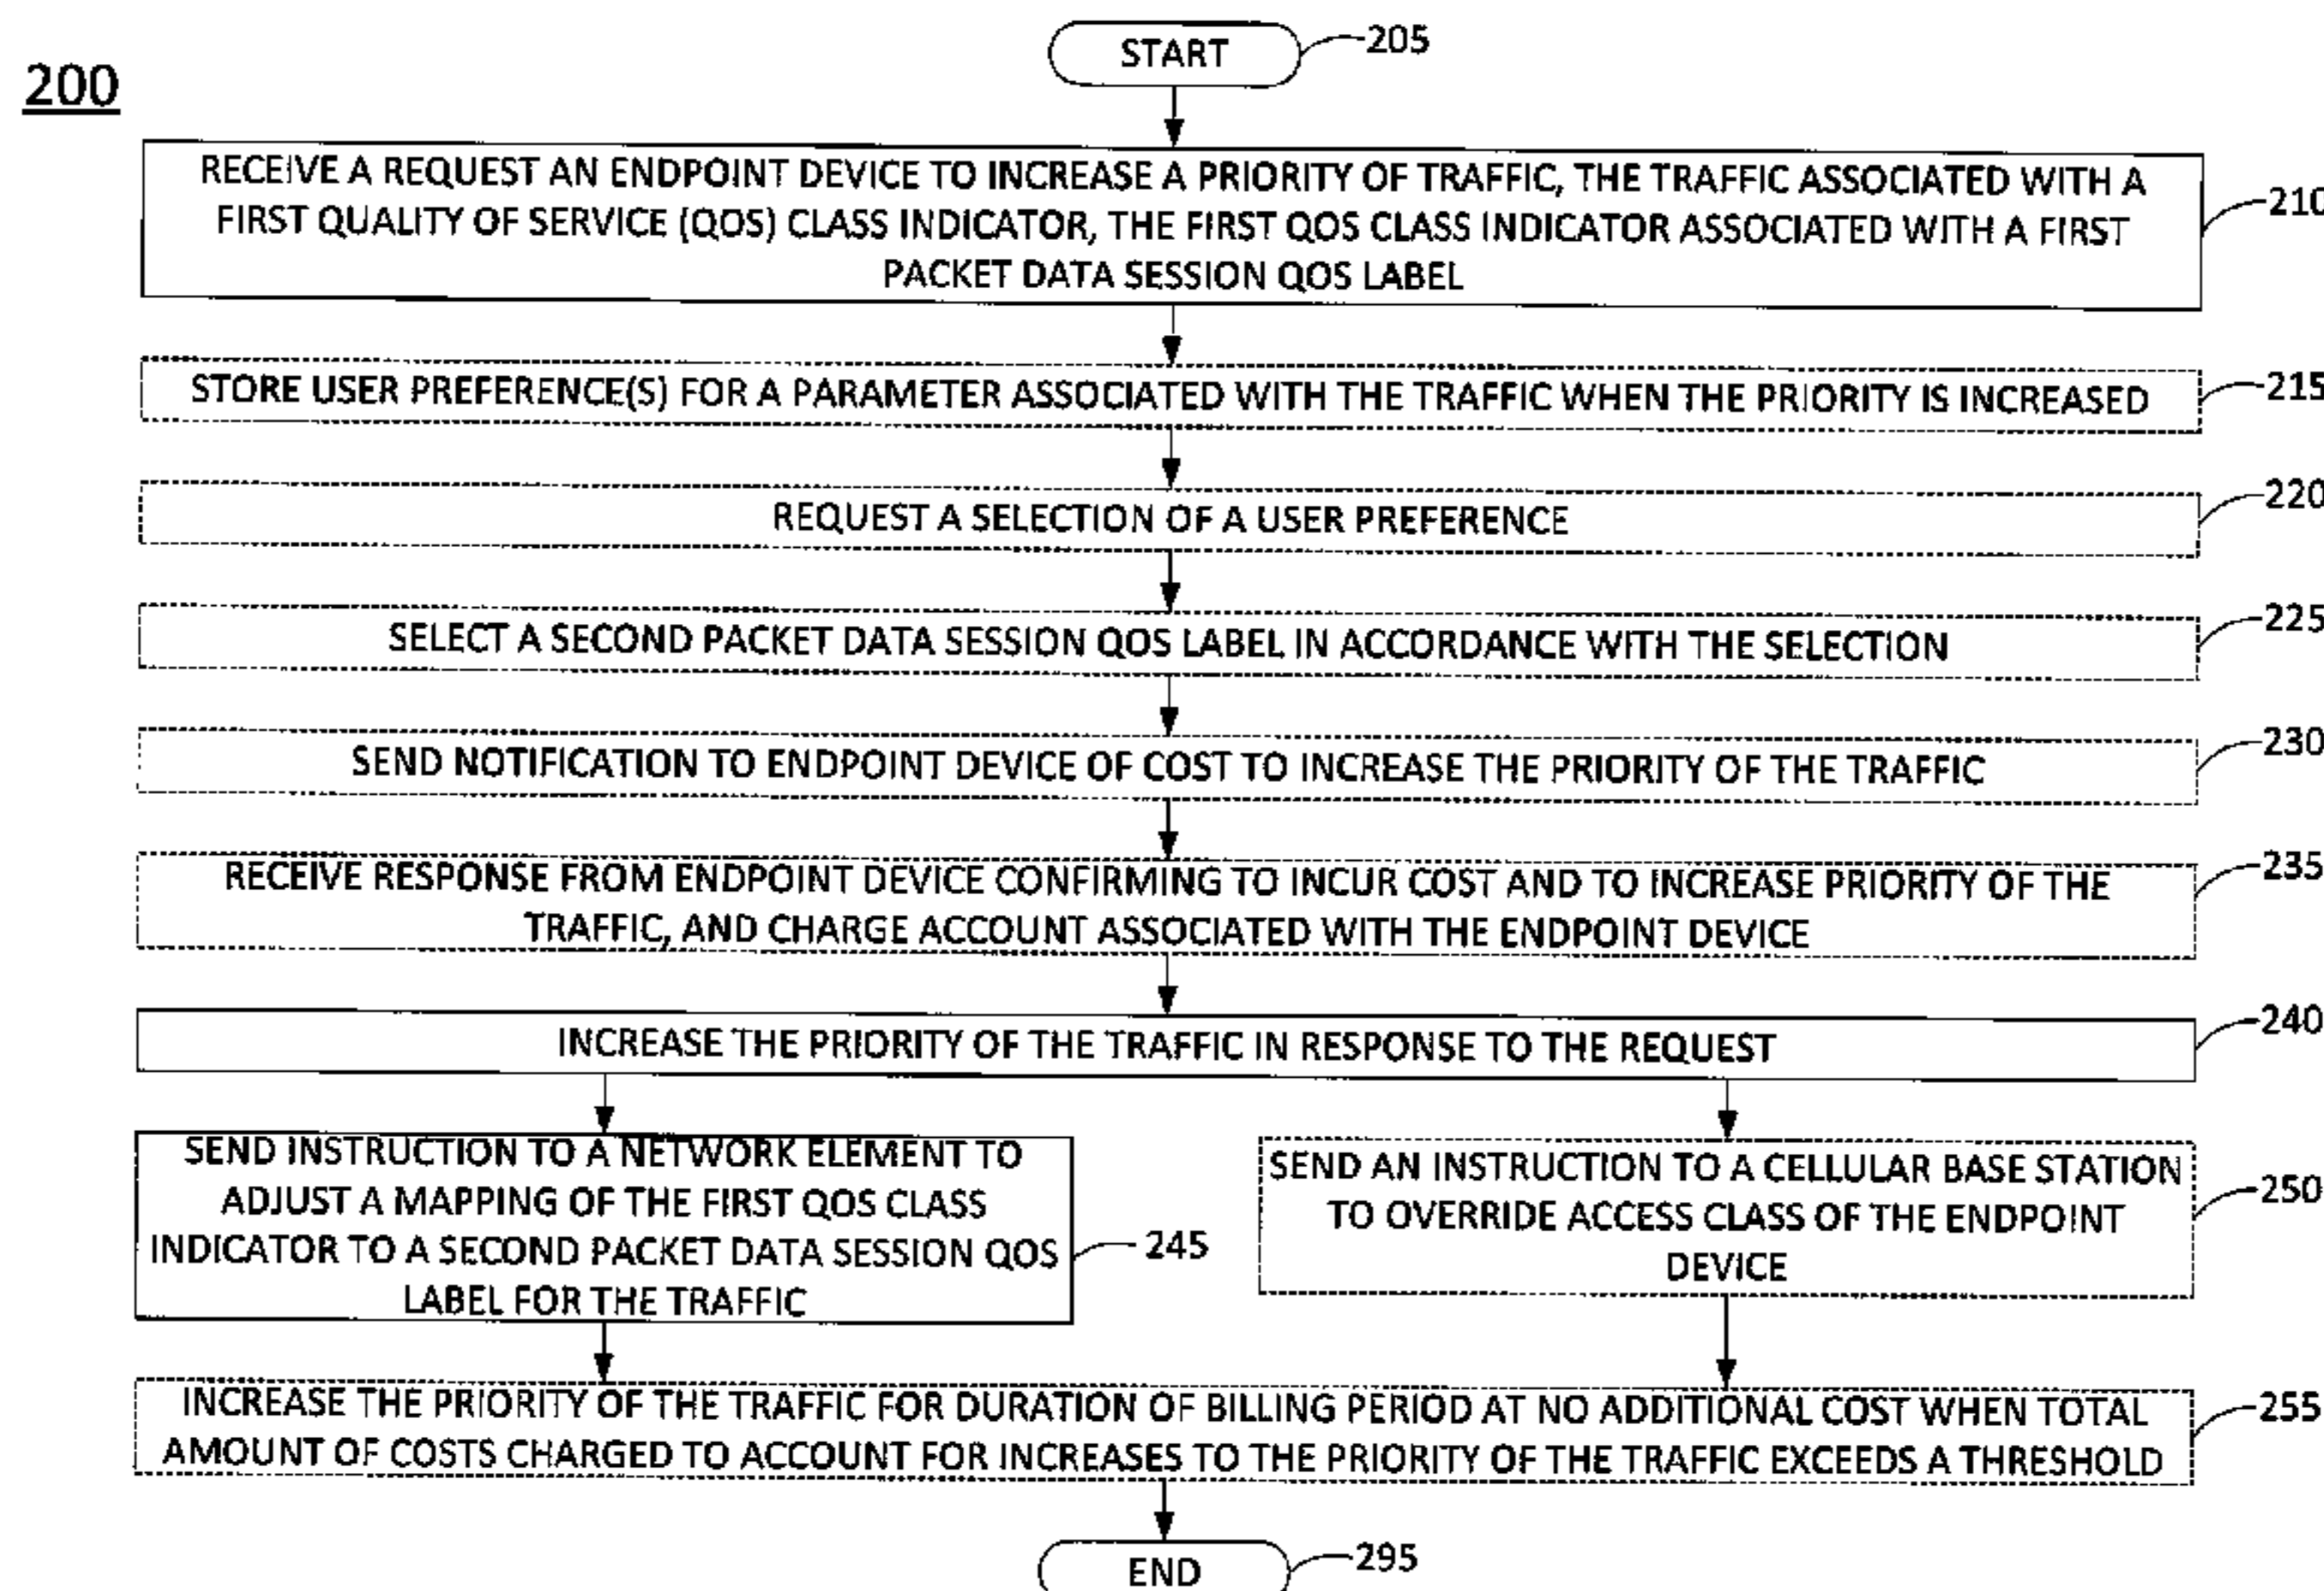 200
START
205
RECEIVE A REQUEST AN ENDPOINT DEVICE TO INCREASE A PRIORITY OF TRAFFIC, THE TRAFFIC ASSOCIATED WITH A
FIRST QUALITY OF SERVICE (QOS) CLASS INDICATOR, THE FIRST QOS CLASS INDICATOR ASSOCIATED WITH A FIRST
PACKET DATA SESSION QOS LABEL
210
STORE USER PREFERENCE(S) FOR A PARAMETER ASSOCIATED WITH THE TRAFFIC WHEN THE PRIORITY IS INCREASED
215
REQUEST A SELECTION OF A USER PREFERENCE
220
SELECT A SECOND PACKET DATA SESSION QOS LABEL IN ACCORDANCE WITH THE SELECTION
225
SEND NOTIFICATION TO ENDPOINT DEVICE OF COST TO INCREASE THE PRIORITY OF THE TRAFFIC
230
RECEIVE RESPONSE FROM ENDPOINT DEVICE CONFIRMING TO INCUR COST AND TO INCREASE PRIORITY OF THE
TRAFFIC, AND CHARGE ACCOUNT ASSOCIATED WITH THE ENDPOINT DEVICE
235
INCREASE THE PRIORITY OF THE TRAFFIC IN RESPONSE TO THE REQUEST
240
SEND INSTRUCTION TO A NETWORK ELEMENT TO
ADJUST A MAPPING OF THE FIRST QOS CLASS
INDICATOR TO A SECOND PACKET DATA SESSION QOS
LABEL FOR THE TRAFFIC
245
SEND AN INSTRUCTION TO A CELLULAR BASE STATION
TO OVERRIDE ACCESS CLASS OF THE ENDPOINT
DEVICE
250
INCREASE THE PRIORITY OF THE TRAFFIC FOR DURATION OF BILLING PERIOD AT NO ADDITIONAL COST WHEN TOTAL
AMOUNT OF COSTS CHARGED TO ACCOUNT FOR INCREASES TO THE PRIORITY OF THE TRAFFIC EXCEEDS A THRESHOLD
255
END
295